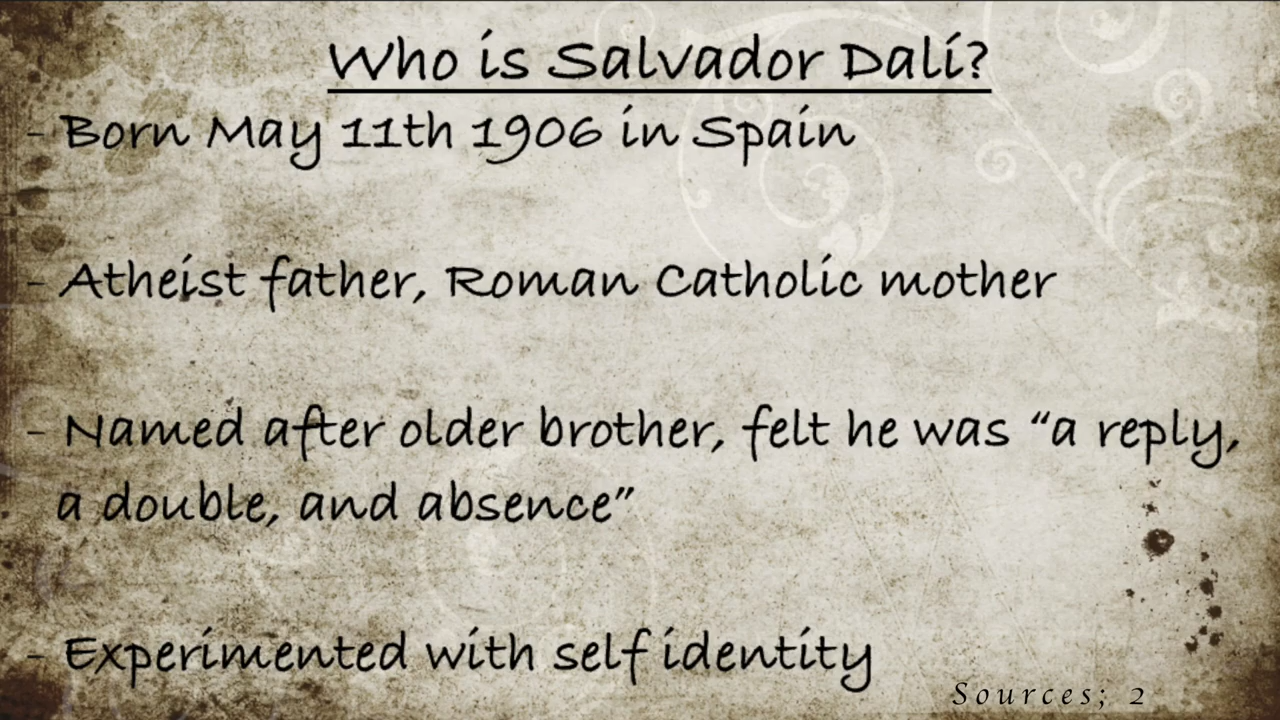 Who is Salvador Dalí?
- Born May 11th 1906 in Spain
- Atheist father, Roman Catholic mother
- Named after older brother, felt he was “a reply,
a double, and absence”
- Experimented with self identity
Sources; 2